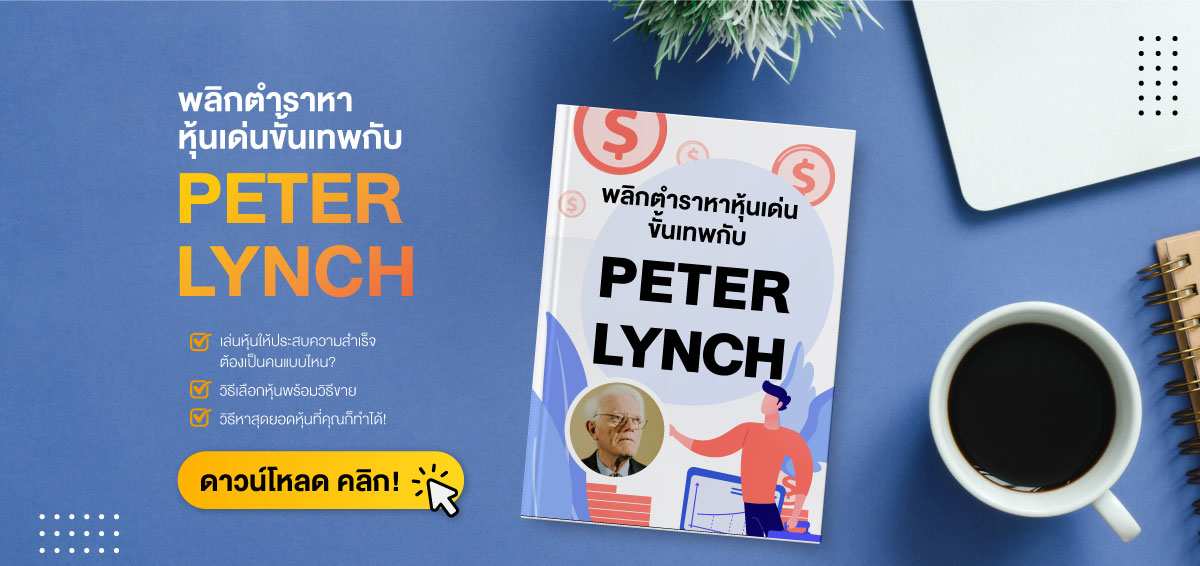 พลิกตำราหา
หุ้นเด่นขั้นเทพกับ
PETER
LYNCH
เล่นหุ้นให้ประสบความสำเร็จ
ต้องเป็นคนแบบไหน?
วิธีเลือกหุ้นพร้อมวิธีขาย
วิธีหาสุดยอดหุ้นที่คุณก็ทำได้!
ดาวน์โหลด คลิก!
พลิกตำราหาหุ้นเด่น
ขั้นเทพกับ
PETER
LYNCH